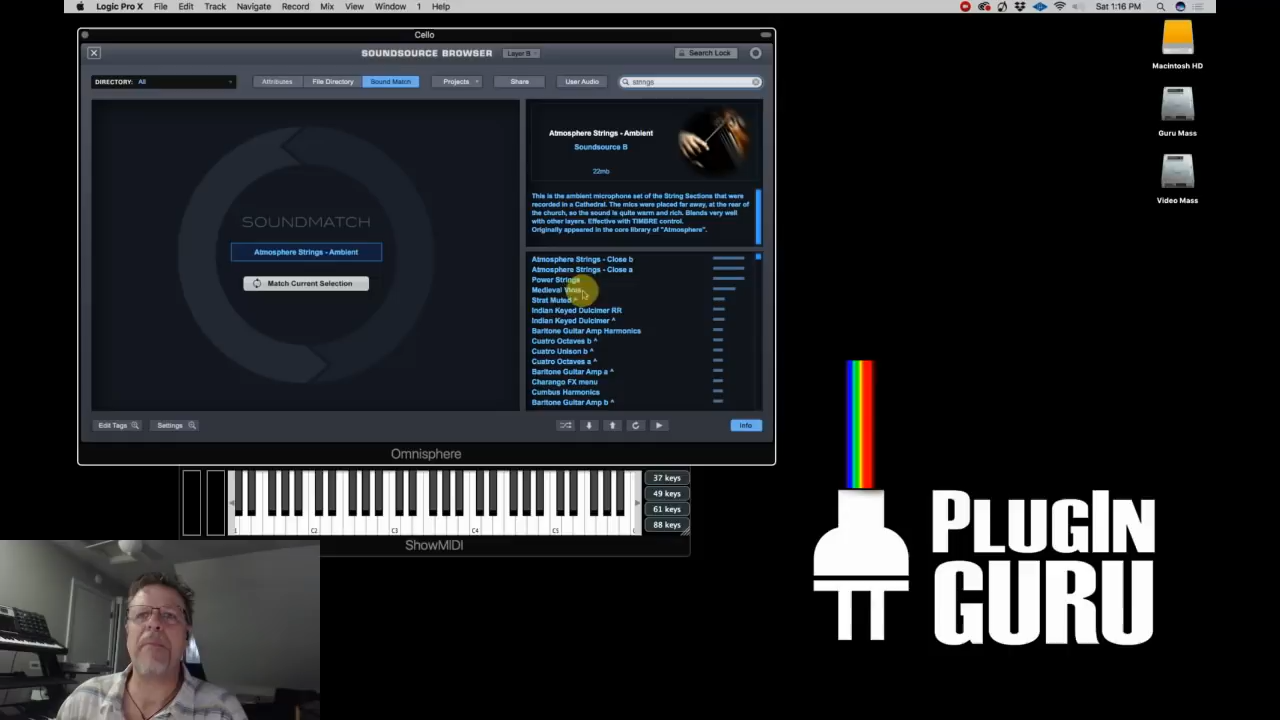 Logic Pro X File Edit Track Navigate Record Mix View Window 1 Help
Sat 1:16 PM
Cello
SOUNDSOURCE BROWSER
Layer B
Search Lock
DIRECTORY: All
Attributes
File Directory
Sound Match
Projects
Share
User Audio
strings
SOUNDMATCH
Atmosphere Strings - Ambient
Match Current Selection
Atmosphere Strings - Ambient
Soundsource B
22mb
This is the ambient microphone set of the String Sections that were
recorded in a Cathedral. The mics were placed far away, at the rear of
the church, so the sound is quite warm and rich. Blends very well
with other layers. Effective with TIMBRE control.
Originally appeared in the core library of "Atmosphere".
Atmosphere Strings - Close b
Atmosphere Strings - Close a
Power Strings
Medieval
Strat Muted ^
Indian Keyed Dulcimer RR
Indian Keyed Dulcimer ^
Baritone Guitar Amp Harmonics
Cuatro Octaves b ^
Cuatro Unison b ^
Cuatro Octaves a ^
Baritone Guitar Amp a ^
Charango FX menu
Cumbus Harmonics
Baritone Guitar Amp b ^
Edit Tags
Settings
Info
Omnisphere
37 keys
49 keys
61 keys
88 keys
C2 C3 C4 C5
ShowMIDI
Macintosh HD
Guru Mass
Video Mass
PLUGIN
GURU